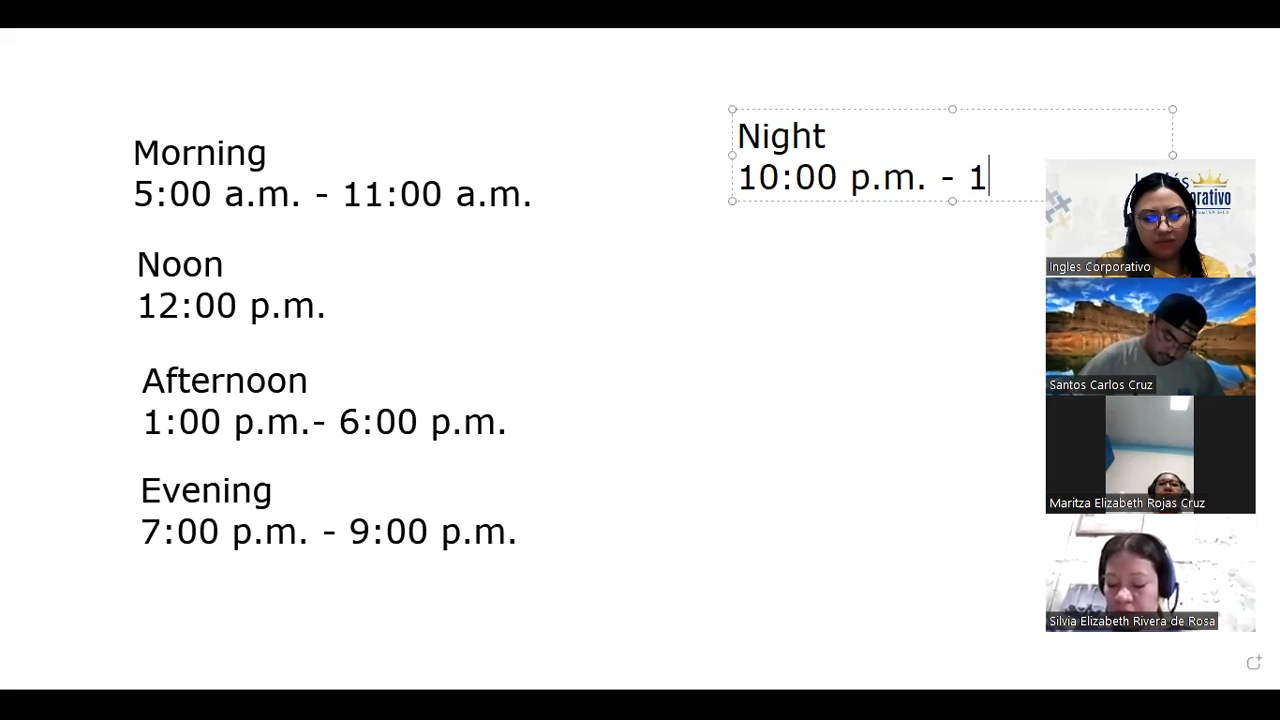 Morning
5:00 a.m. - 11:00 a.m.
Noon
12:00 p.m.
Afternoon
1:00 p.m.- 6:00 p.m.
Evening
7:00 p.m. - 9:00 p.m.
Night
10:00 p.m. - 1
Ingles Corporativo
Santos Carlos Cruz
Maritza Elizabeth Rojas Cruz
Silvia Elizabeth Rivera de Rosa